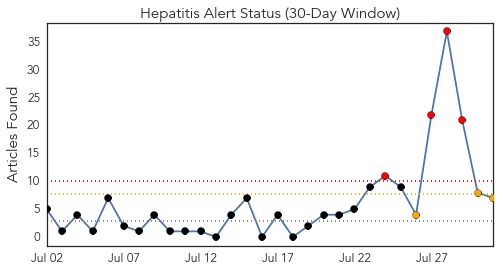 Hepatitis Alert Status (30-Day Window)
Articles Found
35
30
25
20
15
10
5
0
Jul 02 Jul 07 Jul 12 Jul 17 Jul 22 Jul 27